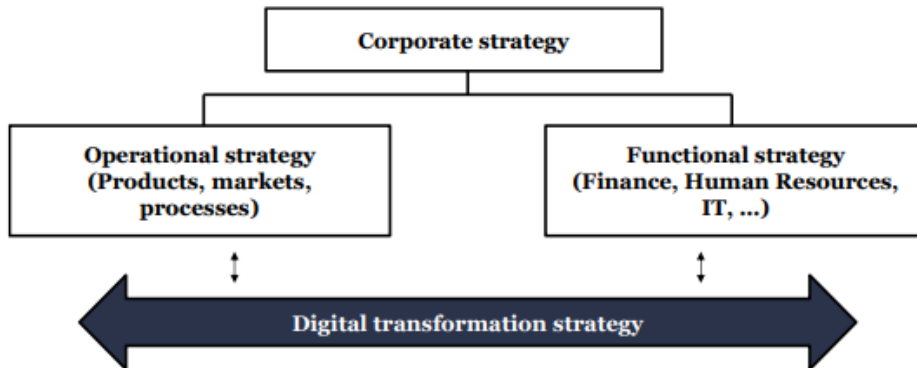 Corporate strategy
Operational strategy
(Products, markets,
processes)
Functional strategy
(Finance, Human Resources,
IT, ...)
Digital transformation strategy